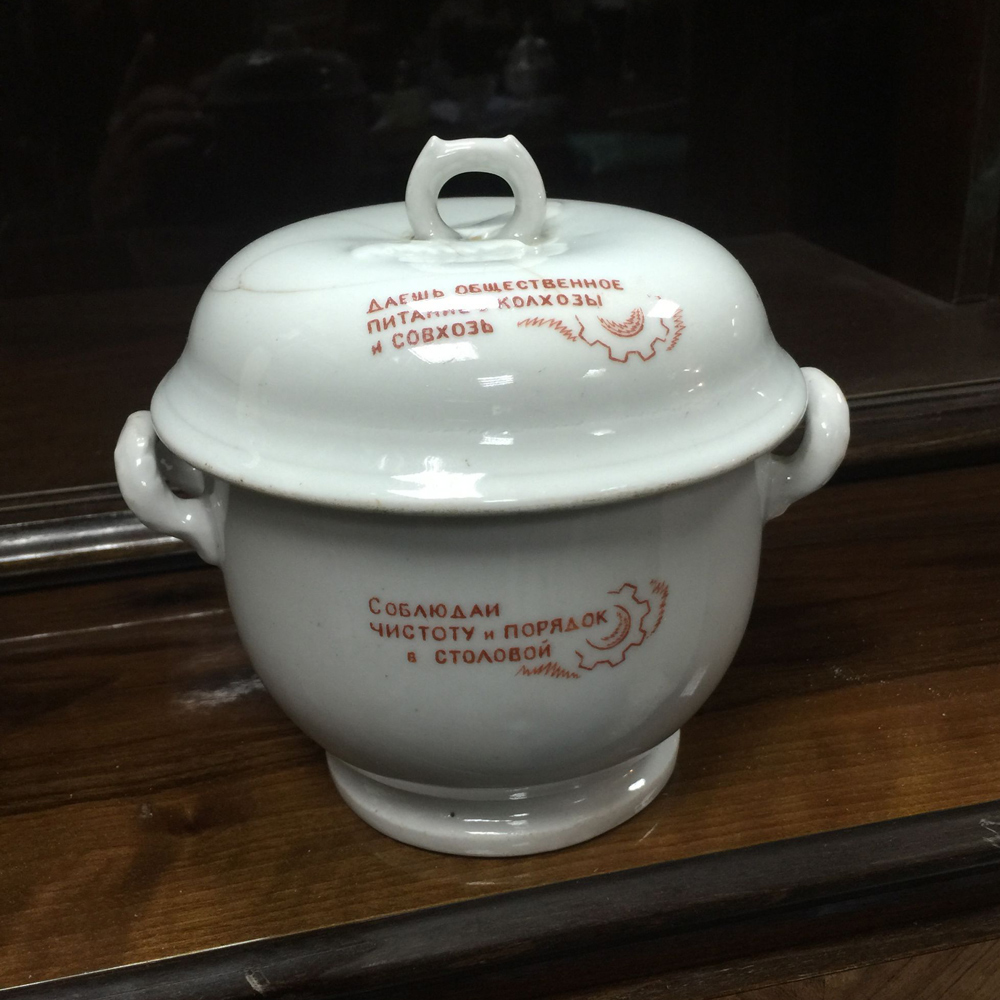 ДАЕШЬ ОБЩЕСТВЕННОЕ
ПИТАНИЕ В КОЛХОЗЫ
и СОВХОЗЬ
СОБЛЮДАИ
ЧИСТОТУ и ПОРЯДОК
в СТОЛОВОЙ